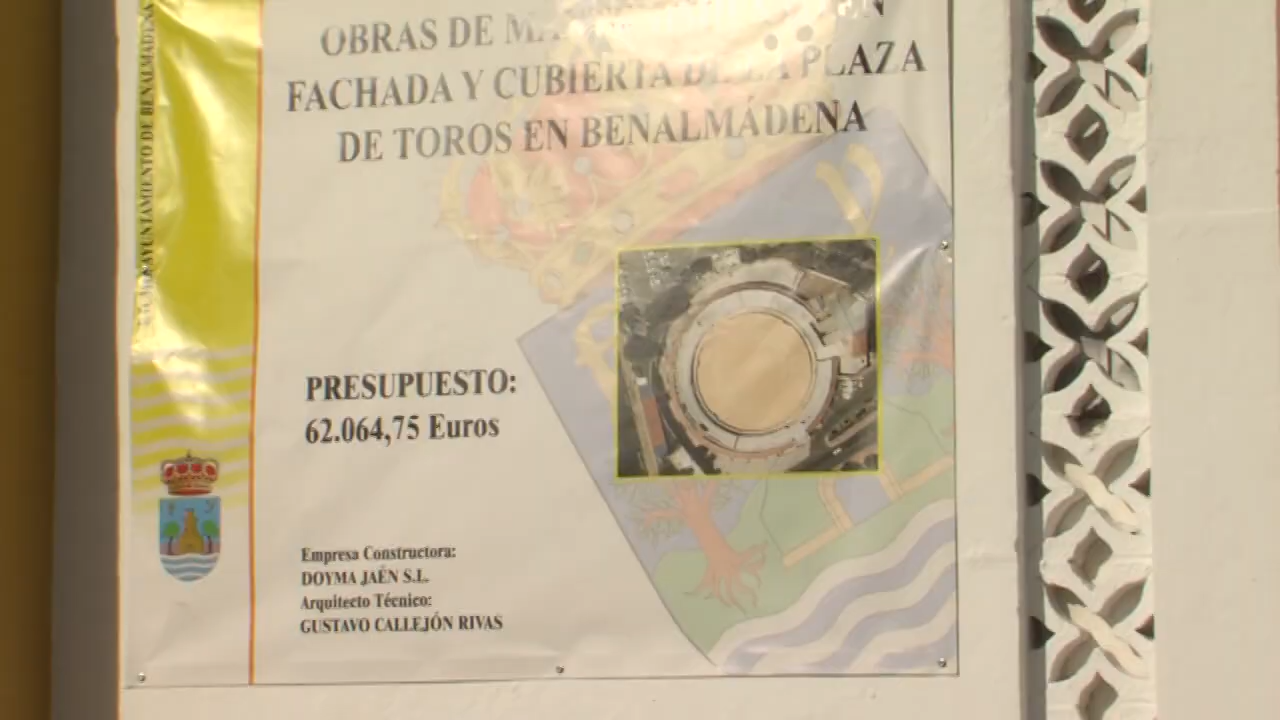 OBRAS DE
FACHADA Y CUBIERTA DE LA PLAZA
DE TOROS EN BENALMÁDENA
AYUNTAMIENTO DE BENALMÁDENA
PRESUPUESTO:
62.064,75 Euros
Empresa Constructora:
DOYMA JAÉN S.L.
Arquitecto Técnico:
GUSTAVO CALLEJÓN RIVAS